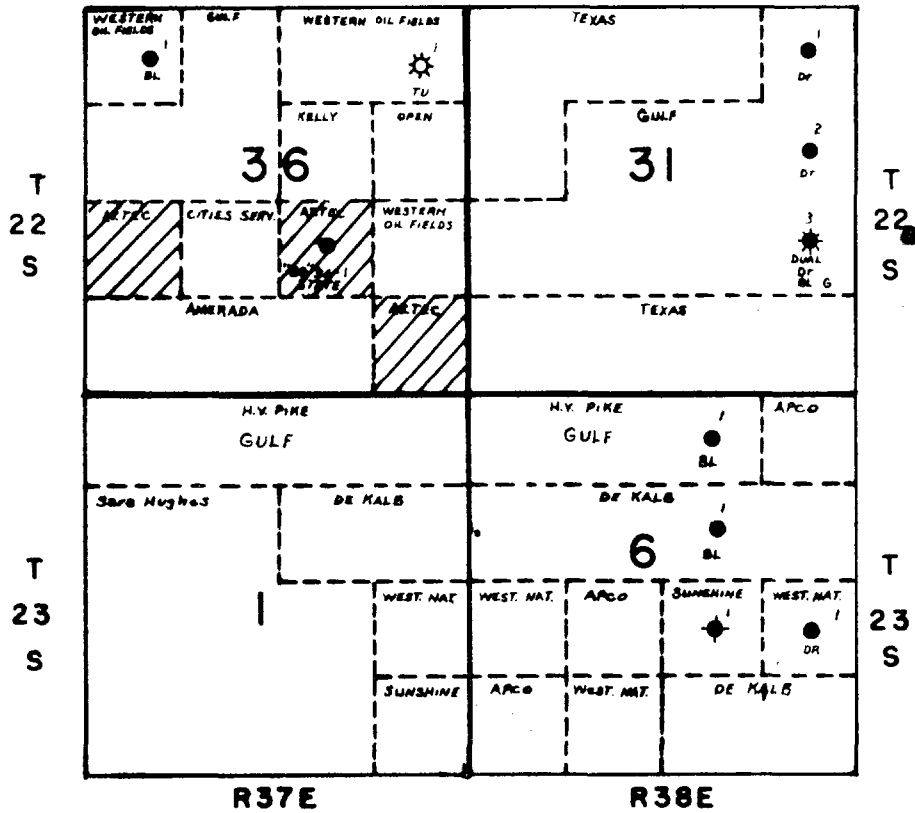 WESTERN OIL FIELDS
GULF
WESTERN OIL FIELDS
TEXAS
1
BL
1
TU
1
Dr
KELLY
OPEN
GULF
36
31
2
Dr
T
22
S
T
22
S
AZTEC
CITIES SERV.
AZTEC
WESTERN
OIL FIELDS
STATE
3
DUAL
Dr
BL G
AMERADA
AZTEC
TEXAS
H.V. PIKE
GULF
H.V. PIKE
GULF
APCO
1
BL
Sara Hughes
DE KALB
DE KALB
1
BL
6
T
23
S
T
23
S
1
WEST. NAT.
WEST. NAT.
APCO
SUNSHINE
1
WEST. NAT.
1
DR
SUNSHINE
APCO
WEST. NAT.
DE KALB
R37E
R38E